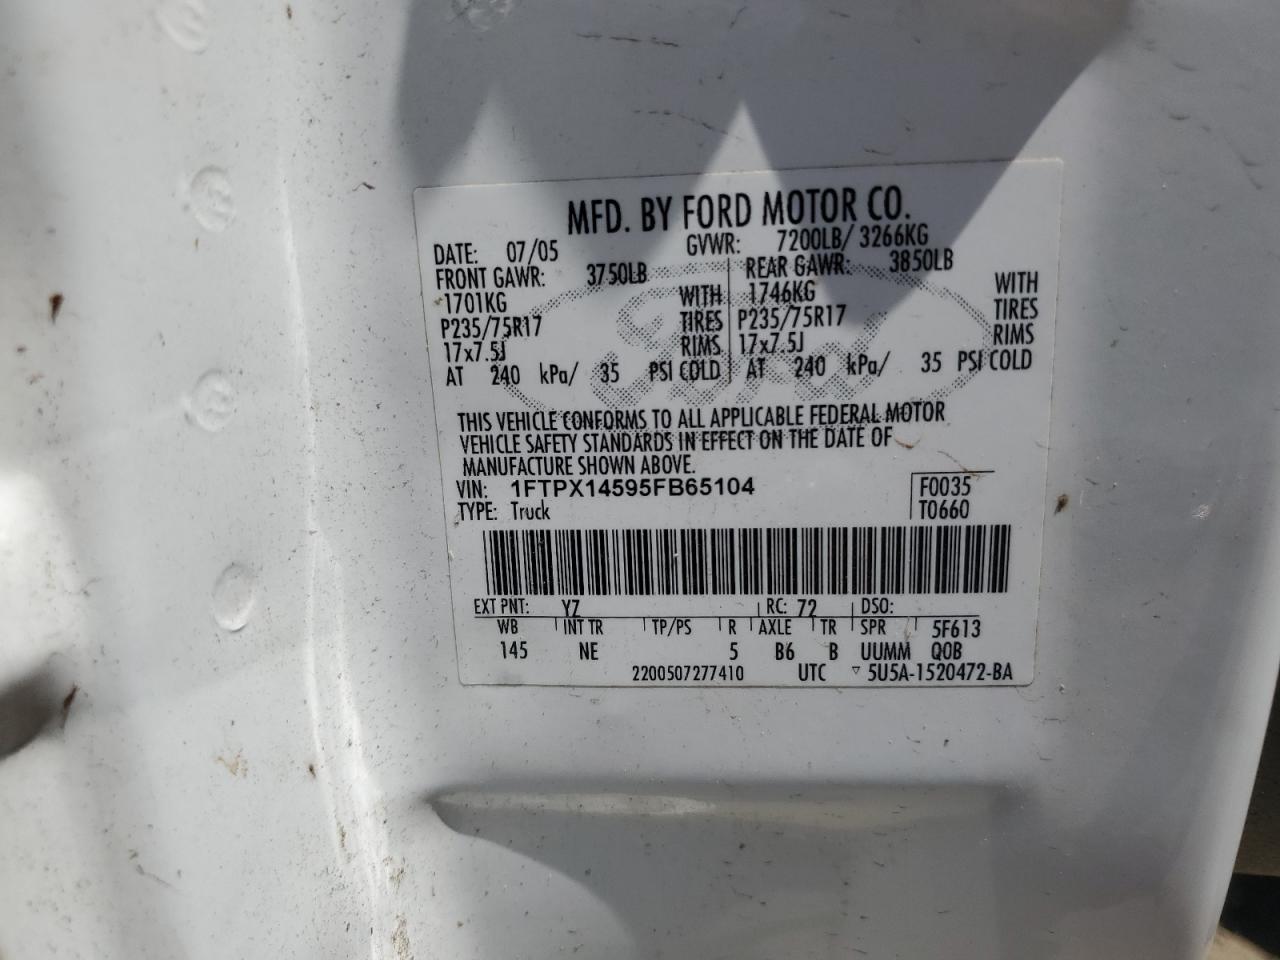 MFD. BY FORD MOTOR CO.
DATE: 07/05 GVWR: 7200LB/ 3266KG
FRONT GAWR: 3750LB REAR GAWR: 3850LB
1701KG WITH 1746KG WITH
P235/75R17 TIRES P235/75R17 TIRES
17x7.5J RIMS 17x7.5J RIMS
AT 240 kPa/ 35 PSI COLD AT 240 kPa/ 35 PSI COLD
Ford
THIS VEHICLE CONFORMS TO ALL APPLICABLE FEDERAL MOTOR
VEHICLE SAFETY STANDARDS IN EFFECT ON THE DATE OF
MANUFACTURE SHOWN ABOVE.
VIN: 1FTPX14595FB65104 F0035
TYPE: Truck T0660
EXT PNT: YZ RC: 72 DSO:
WB INT TR TP/PS R AXLE TR SPR 5F613
145 NE 5 B6 B UUMM QOB
2200507277410 UTC ▿ 5U5A-1520472-BA